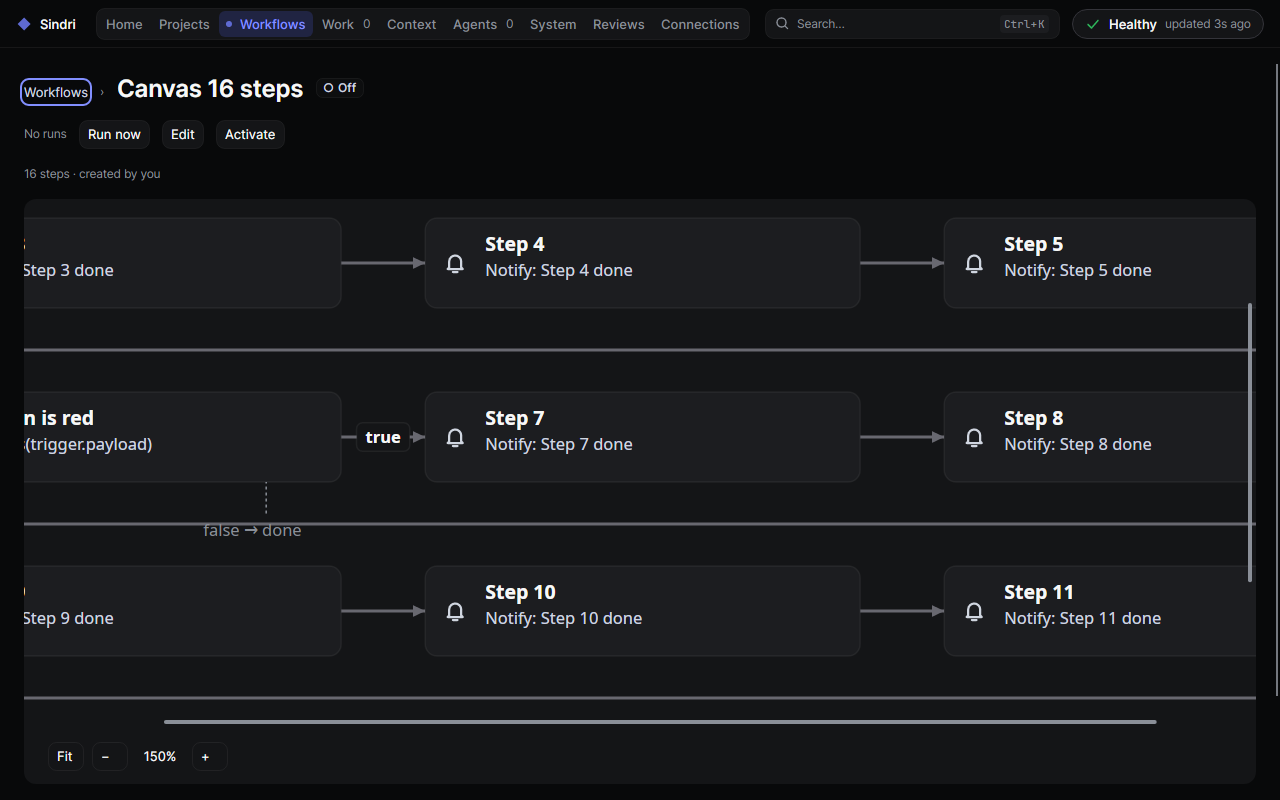 Sindri
Home Projects Workflows Work 0 Context Agents 0 System Reviews Connections
Search... Ctrl+K
Healthy updated 3s ago
Workflows › Canvas 16 steps Off
No runs Run now Edit Activate
16 steps · created by you
Step 3 done
Step 4
Notify: Step 4 done
Step 5
Notify: Step 5 done
n is red
(trigger.payload)
true
Step 7
Notify: Step 7 done
Step 8
Notify: Step 8 done
false → done
Step 9 done
Step 10
Notify: Step 10 done
Step 11
Notify: Step 11 done
Fit − 150% +